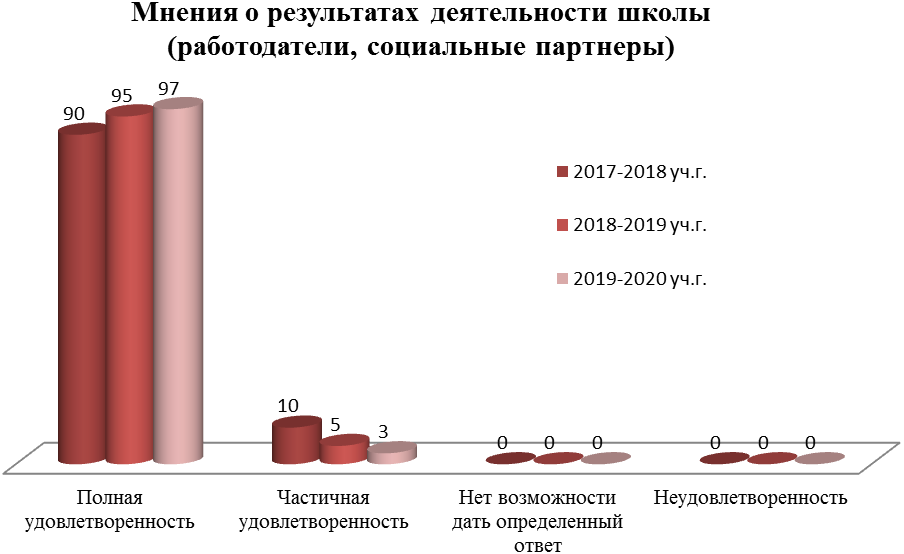 Мнения о результатах деятельности школы
(работодатели, социальные партнеры)
90
95
97
10
5
3
0
0
0
0
0
0
2017-2018 уч.г.
2018-2019 уч.г.
2019-2020 уч.г.
Полная
удовлетворенность
Частичная
удовлетворенность
Нет возможности
дать определенный
ответ
Неудовлетворенность